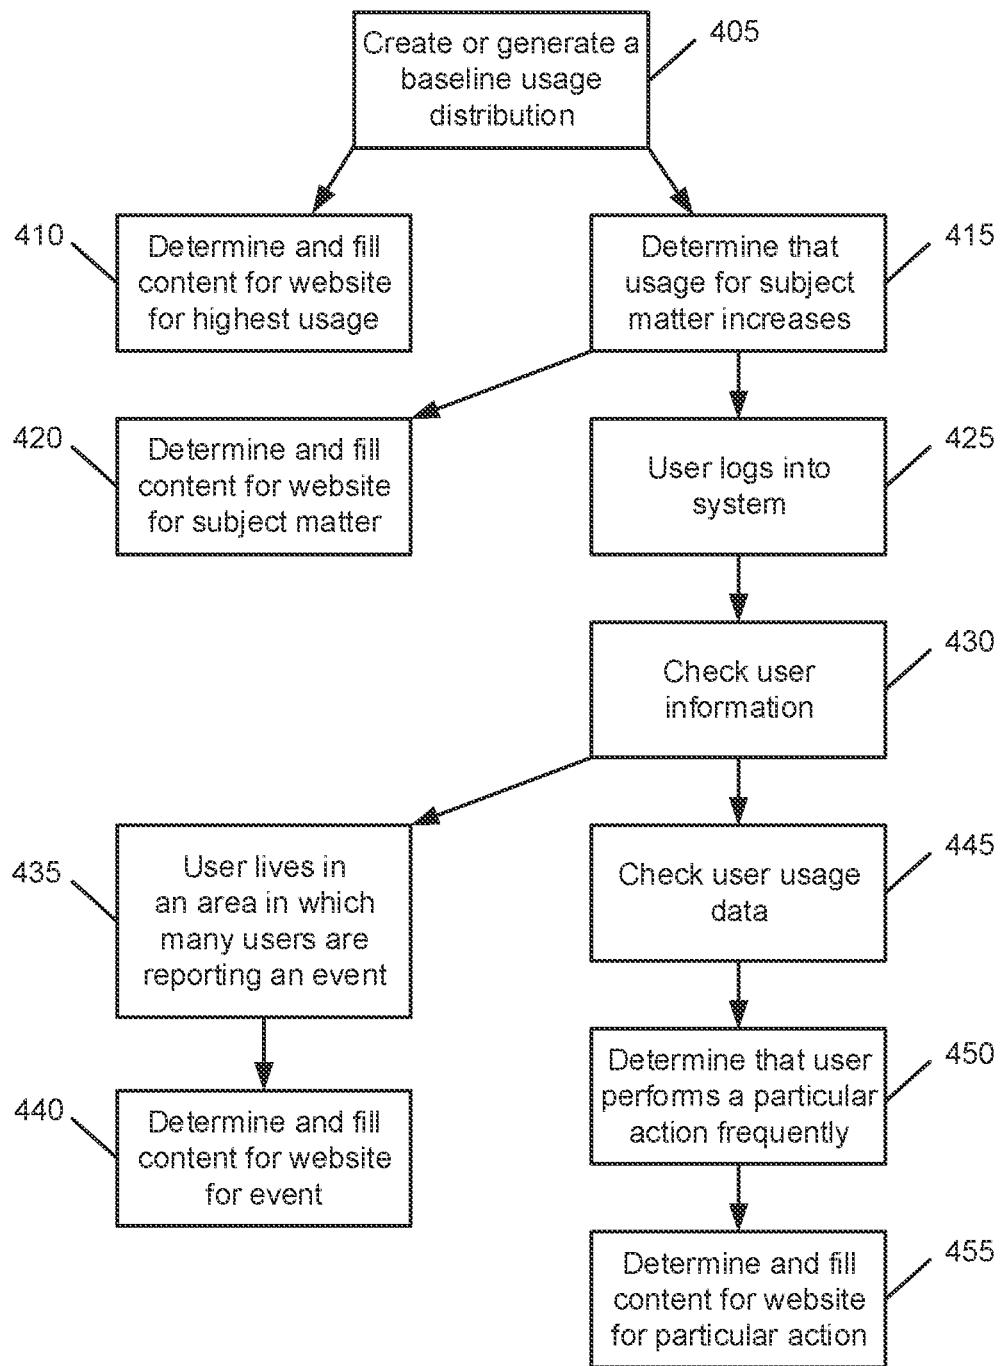 Create or generate a
baseline usage
distribution
405
410
Determine and fill
content for website
for highest usage
Determine that
usage for subject
matter increases
415
420
Determine and fill
content for website
for subject matter
User logs into
system
425
Check user
information
430
435
User lives in
an area in which
many users are
reporting an event
Check user usage
data
445
440
Determine and fill
content for website
for event
Determine that user
performs a particular
action frequently
450
Determine and fill
content for website
for particular action
455